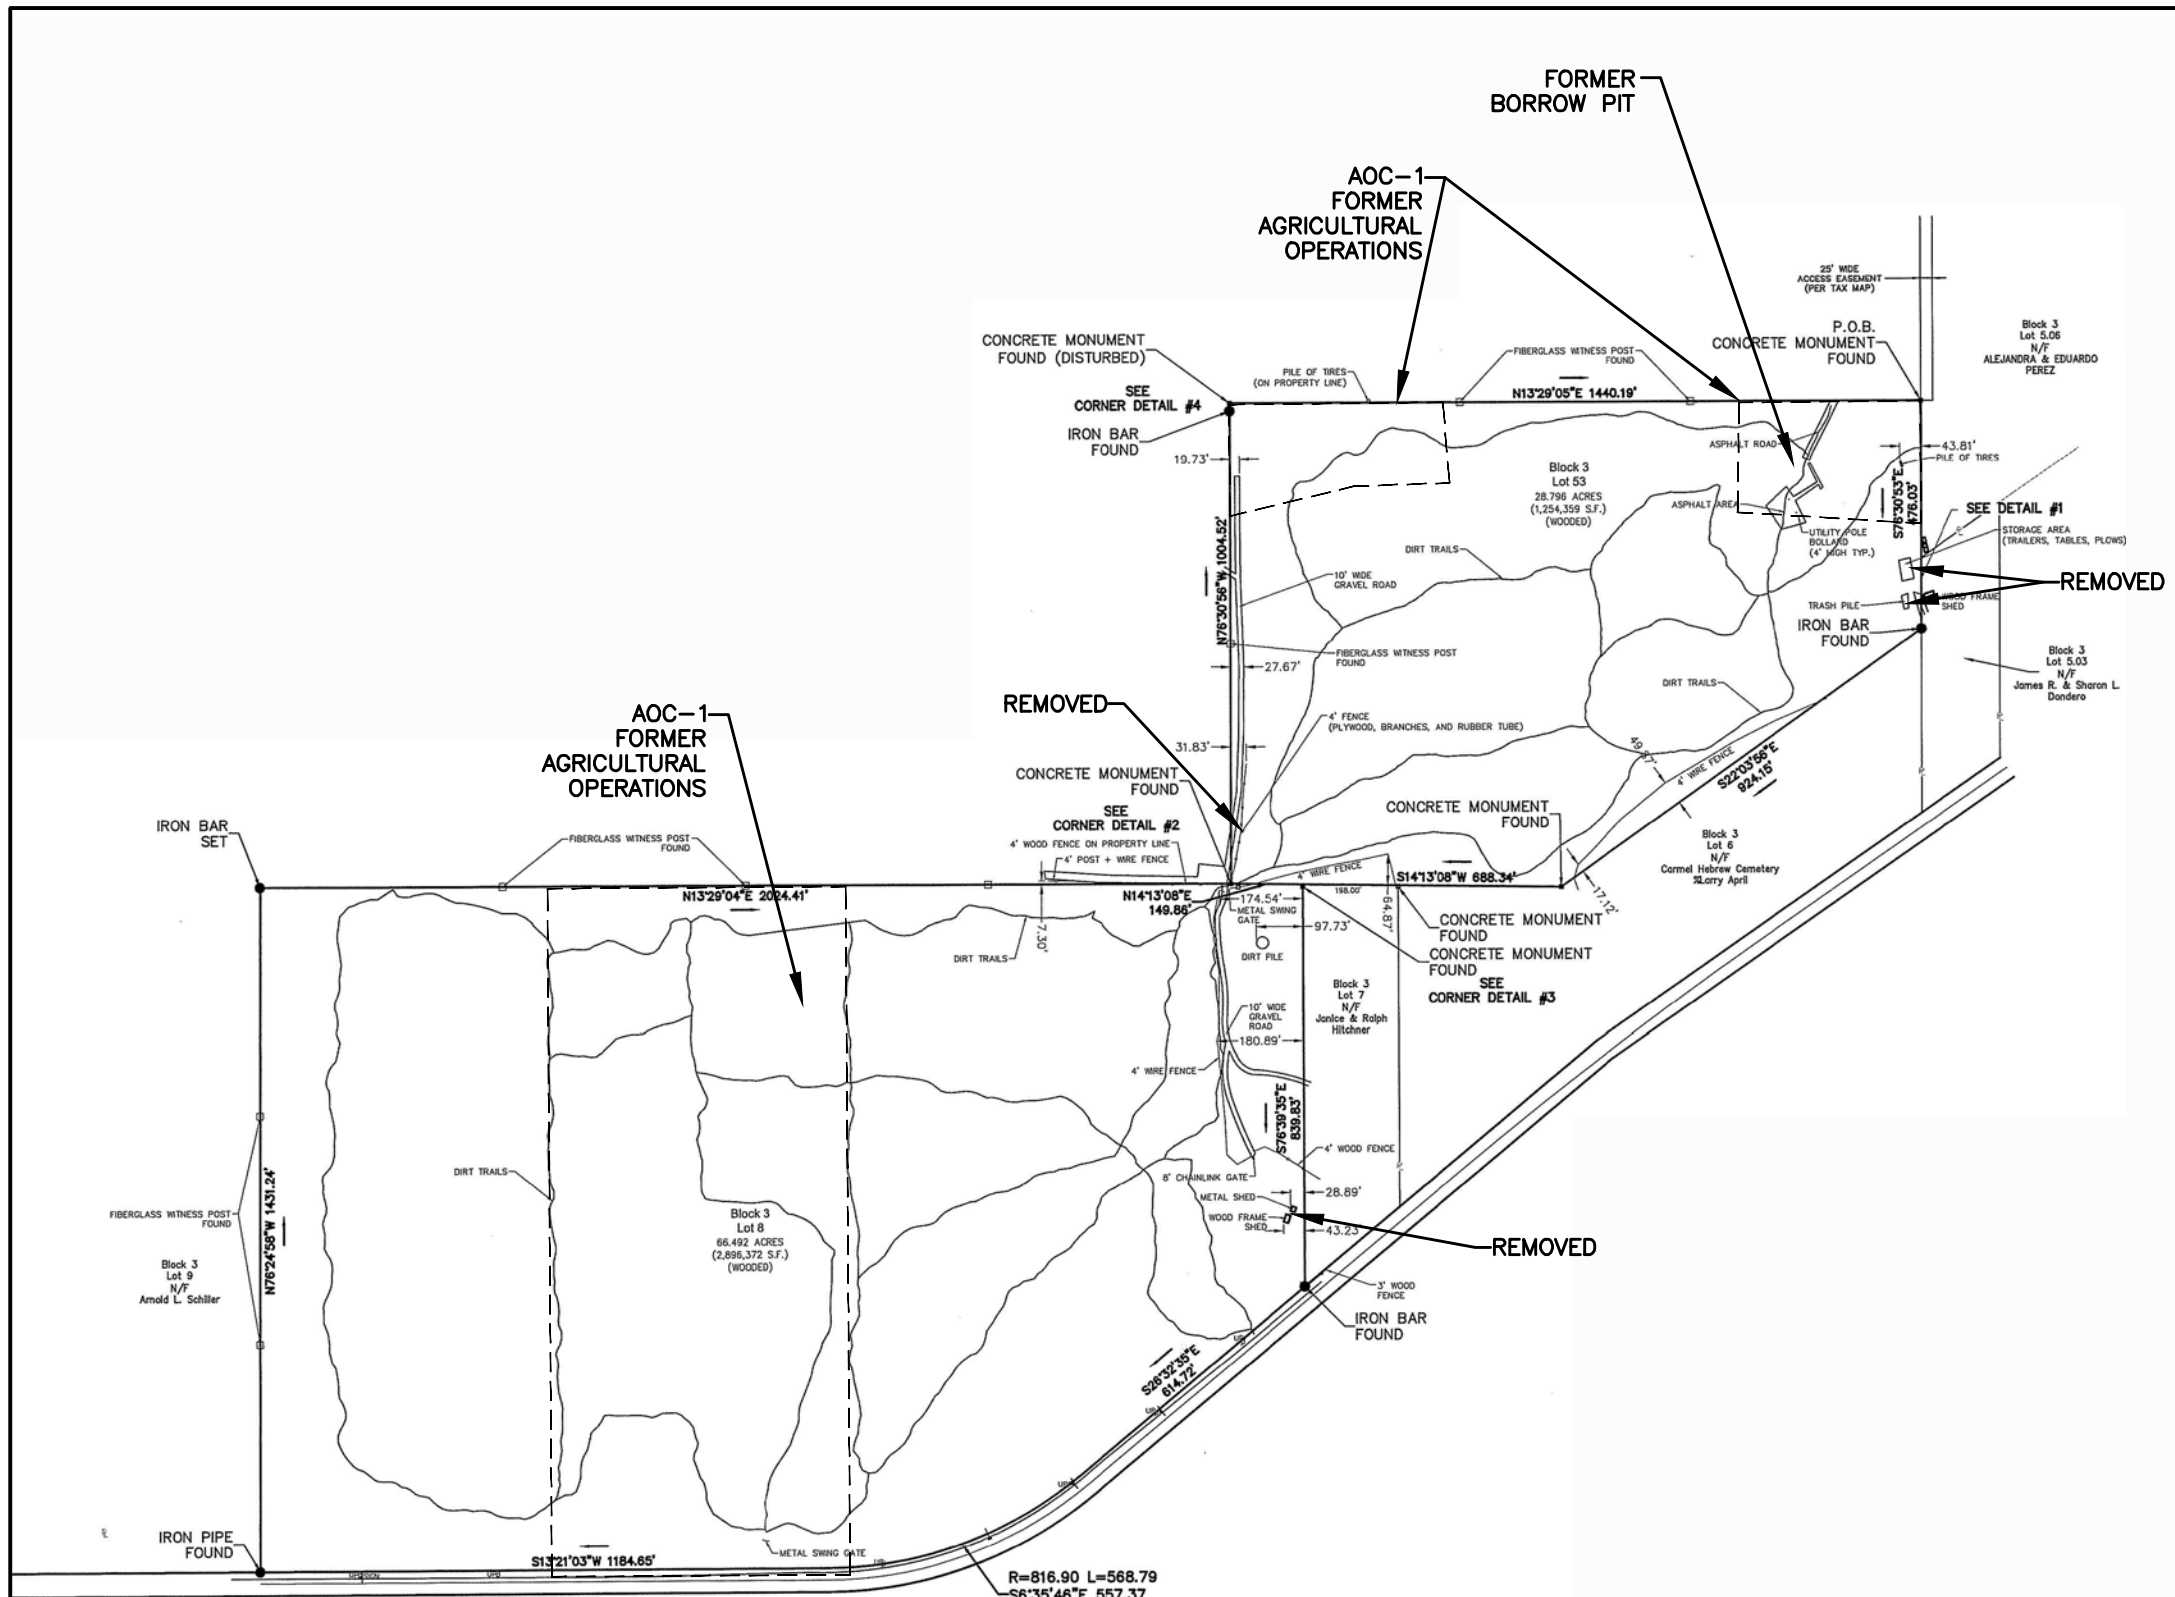 FORMER
BORROW PIT
AOC-1
FORMER
AGRICULTURAL
OPERATIONS
25' WIDE
ACCESS EASEMENT
(PER TAX MAP)
Block 3
Lot 5.06
N/F
ALEJANDRA & EDUARDO
PEREZ
P.O.B.
CONCRETE MONUMENT
FOUND
CONCRETE MONUMENT
FOUND (DISTURBED)
FIBERGLASS WITNESS POST
FOUND
PILE OF TIRES
(ON PROPERTY LINE)
N13°29'05"E 1440.19'
SEE
CORNER DETAIL #4
IRON BAR
FOUND
19.73'
ASPHALT ROAD
43.81'
PILE OF TIRES
S76°30'53"E
476.03'
Block 3
Lot 53
28.796 ACRES
(1,254,359 S.F.)
(WOODED)
ASPHALT AREA
SEE DETAIL #1
STORAGE AREA
(TRAILERS, TABLES, PLOWS)
UTILITY POLE
BOLLARD
(4' HIGH TYP.)
DIRT TRAILS
N76°30'56"W 1004.52'
10' WIDE
GRAVEL ROAD
REMOVED
TRASH PILE
WOOD FRAME
SHED
IRON BAR
FOUND
FIBERGLASS WITNESS POST
FOUND
27.67'
Block 3
Lot 5.03
N/F
James R. & Sharon L.
Dondero
DIRT TRAILS
REMOVED
4' FENCE
(PLYWOOD, BRANCHES, AND RUBBER TUBE)
AOC-1
FORMER
AGRICULTURAL
OPERATIONS
31.83'
49.87'
4' WIRE FENCE
S22°03'56"E
924.15'
CONCRETE MONUMENT
FOUND
SEE
CORNER DETAIL #2
CONCRETE MONUMENT
FOUND
IRON BAR
SET
FIBERGLASS WITNESS POST
FOUND
4' WOOD FENCE ON PROPERTY LINE
4' POST + WIRE FENCE
Block 3
Lot 6
N/F
Carmel Hebrew Cemetery
%Larry April
4' WIRE FENCE
S14°13'08"W 688.34'
N13°29'04"E 2024.41'
N14°13'08"E
149.86'
174.54'
198.00'
17.12'
METAL SWING
GATE
64.87'
7.30'
97.73'
CONCRETE MONUMENT
FOUND
CONCRETE MONUMENT
FOUND
SEE
CORNER DETAIL #3
DIRT TRAILS
DIRT PILE
Block 3
Lot 7
N/F
Janice & Ralph
Hitchner
10' WIDE
GRAVEL
ROAD
180.89'
4' WIRE FENCE
S76°39'35"E
839.83'
4' WOOD FENCE
8' CHAINLINK GATE
DIRT TRAILS
METAL SHED
28.89'
WOOD FRAME
SHED
43.23'
REMOVED
FIBERGLASS WITNESS POST
FOUND
N76°24'58"W 1431.24'
Block 3
Lot 8
66.492 ACRES
(2,896,372 S.F.)
(WOODED)
Block 3
Lot 9
N/F
Arnold L. Schiller
3' WOOD
FENCE
IRON BAR
FOUND
S26°32'35"E
614.72'
IRON PIPE
FOUND
METAL SWING GATE
S13°21'03"W 1184.65'
R=816.90 L=568.79
S6°35'46"E 557.37